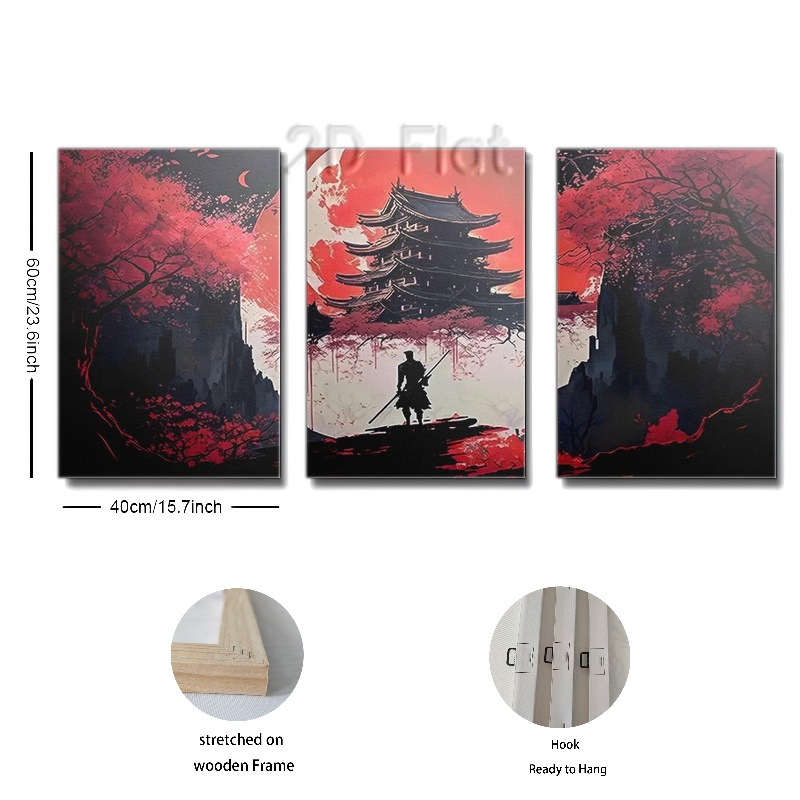 2D Flat
60cm/23.6inch
40cm/15.7inch
stretched on
wooden Frame
Hook
Ready to Hang